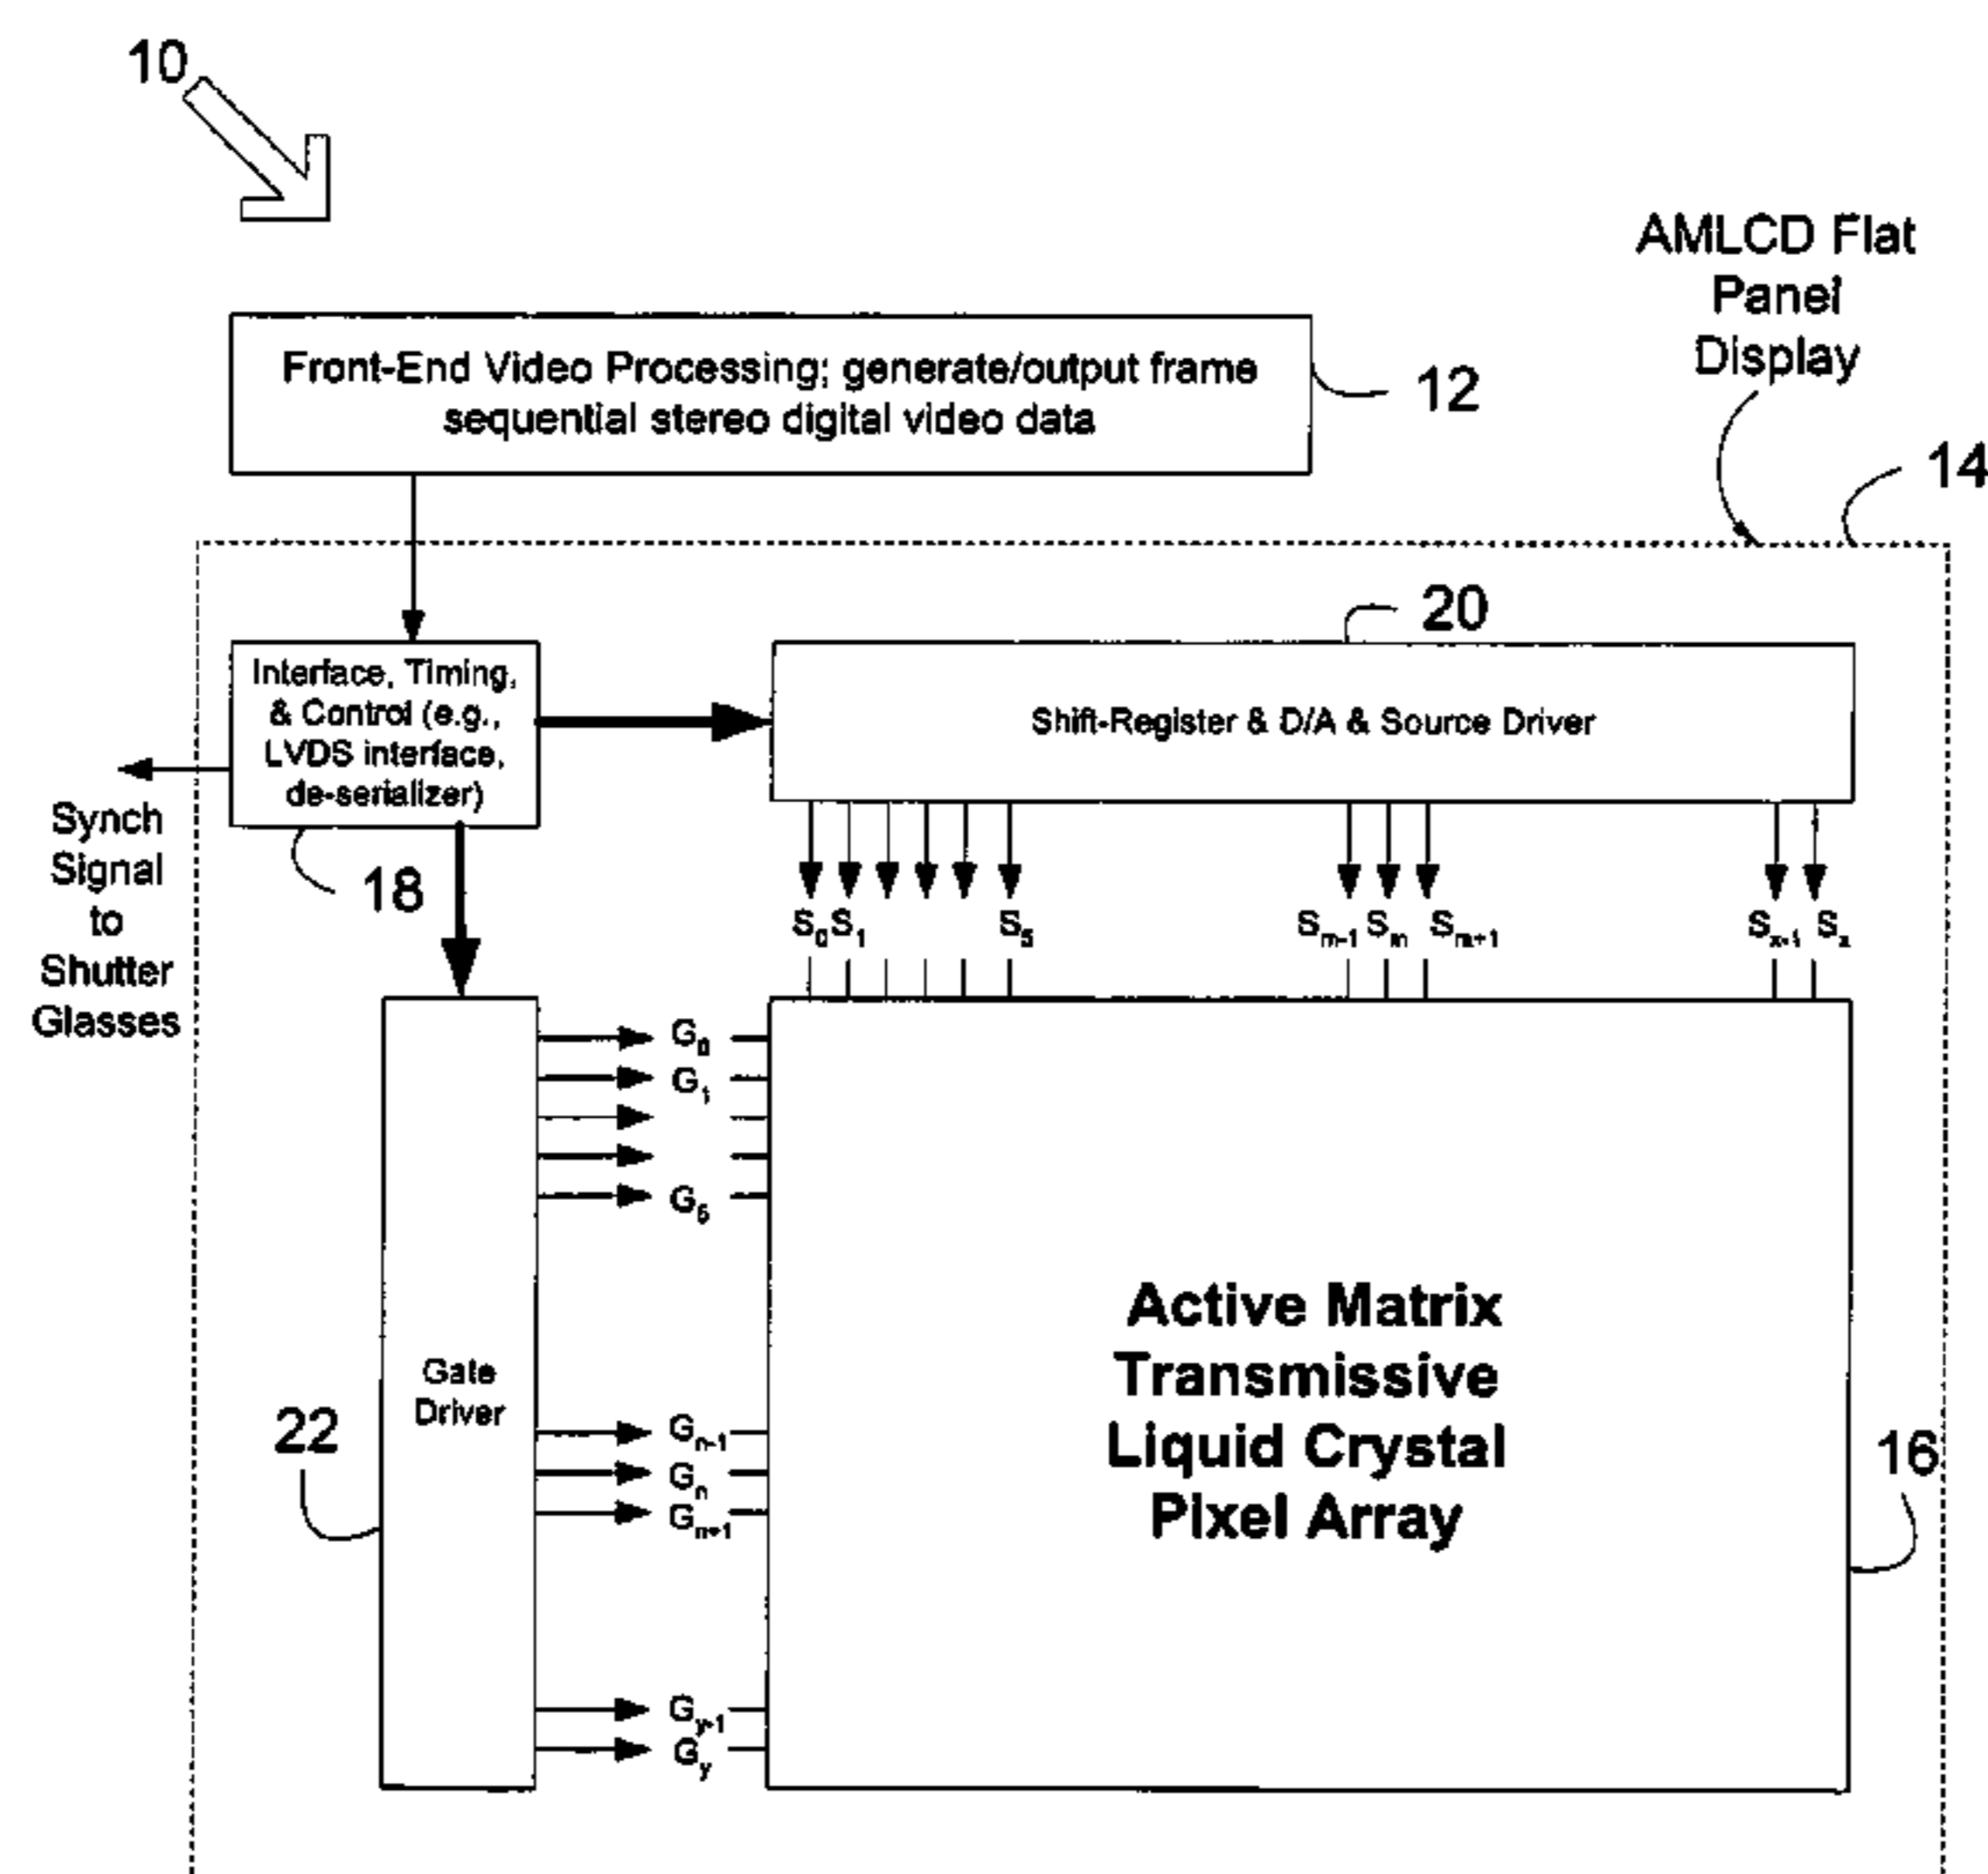 10
AMLCD Flat
Panel
Display
Front-End Video Processing; generate/output frame
sequential stereo digital video data
12
14
20
Interface, Timing,
& Control (e.g.,
LVDS interface,
de-serializer)
Shift-Register & D/A & Source Driver
Synch
Signal
to
Shutter
Glasses
18
S0 S1 S5 Sm-1 Sm Sm+1 Sx-1 Sx
G0
G1
G5
Gate
Driver
22
Gn-1
Gn
Gn+1
Gy-1
Gy
Active Matrix
Transmissive
Liquid Crystal
Pixel Array
16